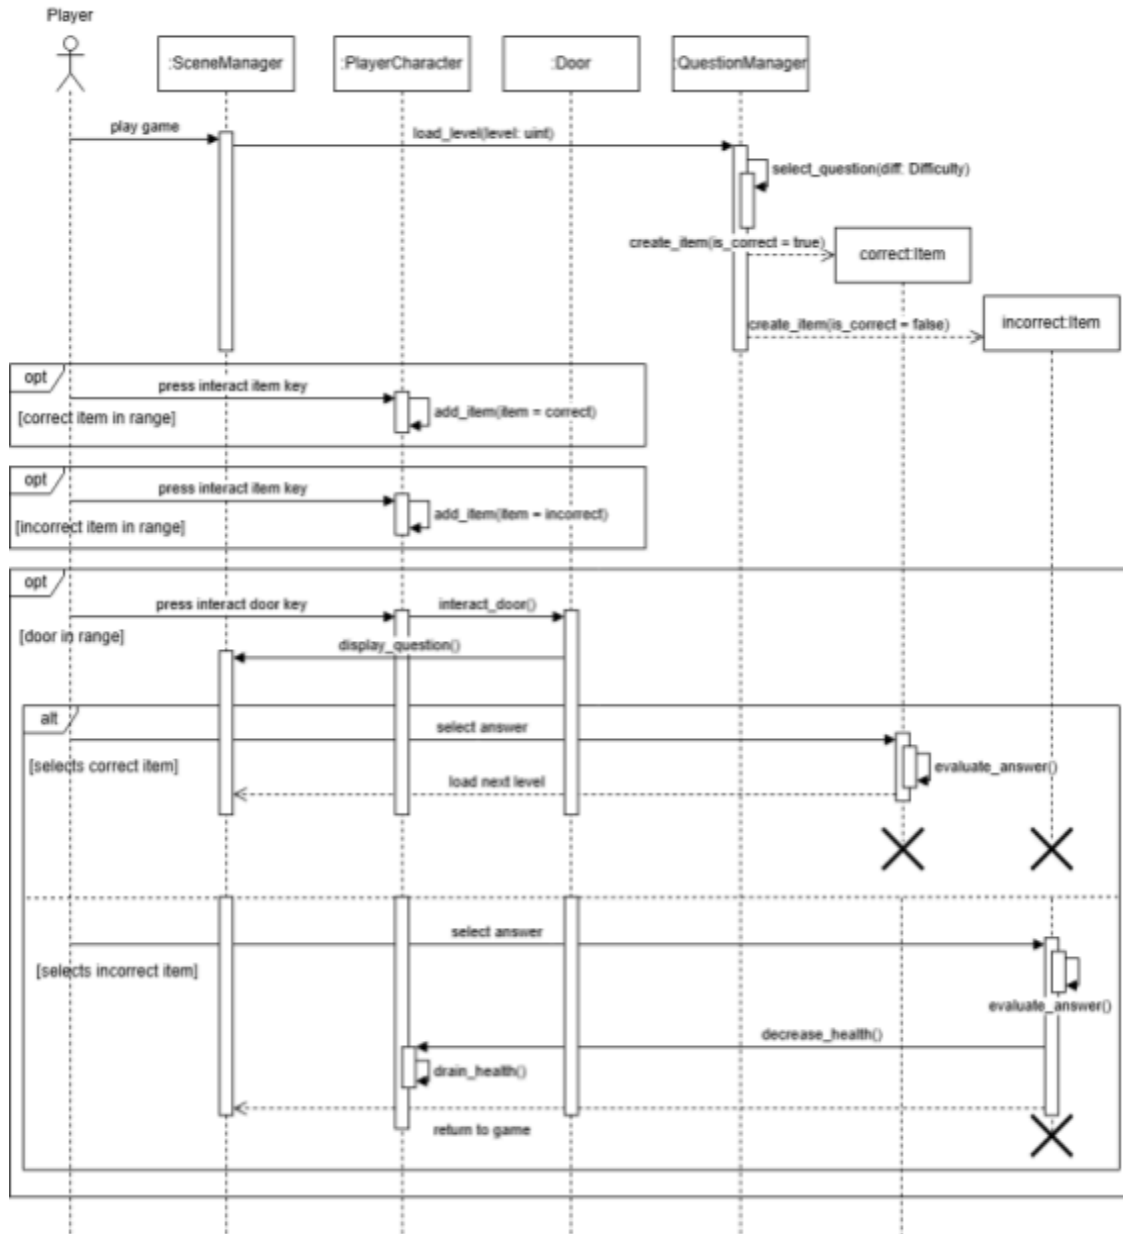 Player
:SceneManager
:PlayerCharacter
:Door
:QuestionManager
play game
load_level(level: uint)
select_question(diff: Difficulty)
create_item(is_correct = true)
correct:Item
create_item(is_correct = false)
incorrect:Item
opt
press interact item key
add_item(item = correct)
[correct item in range]
opt
press interact item key
add_item(item = incorrect)
[incorrect item in range]
opt
press interact door key
interact_door()
[door in range]
display_question()
alt
select answer
[selects correct item]
evaluate_answer()
load next level
select answer
[selects incorrect item]
evaluate_answer()
decrease_health()
drain_health()
return to game